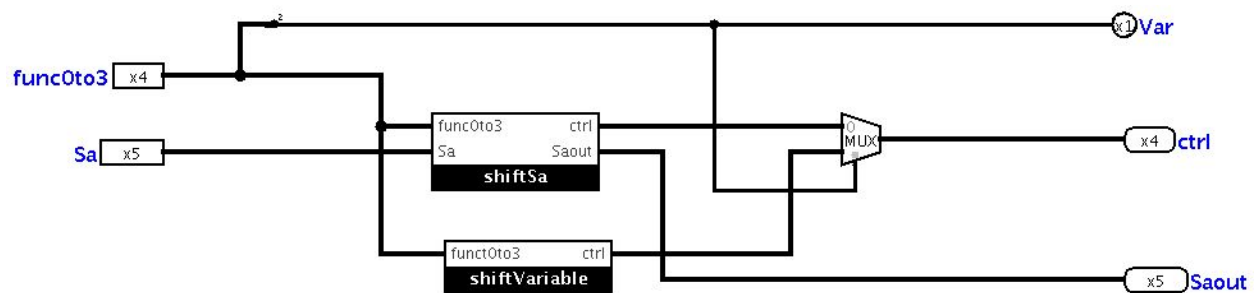 2
x1 Var
func0to3 x4
func0to3 ctrl
Sa x5
Sa Saout
shiftSa
0
MUX
x4 ctrl
funct0to3 ctrl
shiftVariable
x5 Saout